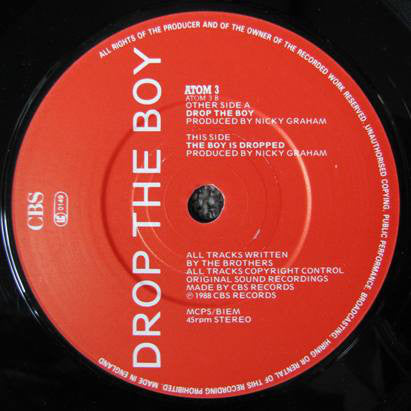 ALL RIGHTS OF THE PRODUCER AND OF THE OWNER OF THE RECORDED WORK RESERVED. UNAUTHORISED COPYING, PUBLIC PERFORMANCE, BROADCASTING, HIRING OR RENTAL OF THIS RECORDING PROHIBITED. MADE IN ENGLAND
DROP THE BOY
ATOM 3
ATOM 3 B
OTHER SIDE A
DROP THE BOY
PRODUCED BY NICKY GRAHAM
THIS SIDE
THE BOY IS DROPPED
PRODUCED BY NICKY GRAHAM
CBS
LC 0149
ALL TRACKS WRITTEN
BY THE BROTHERS
ALL TRACKS COPYRIGHT CONTROL
ORIGINAL SOUND RECORDINGS
MADE BY CBS RECORDS
℗ 1988 CBS RECORDS
MCPS/BIEM
45rpm STEREO